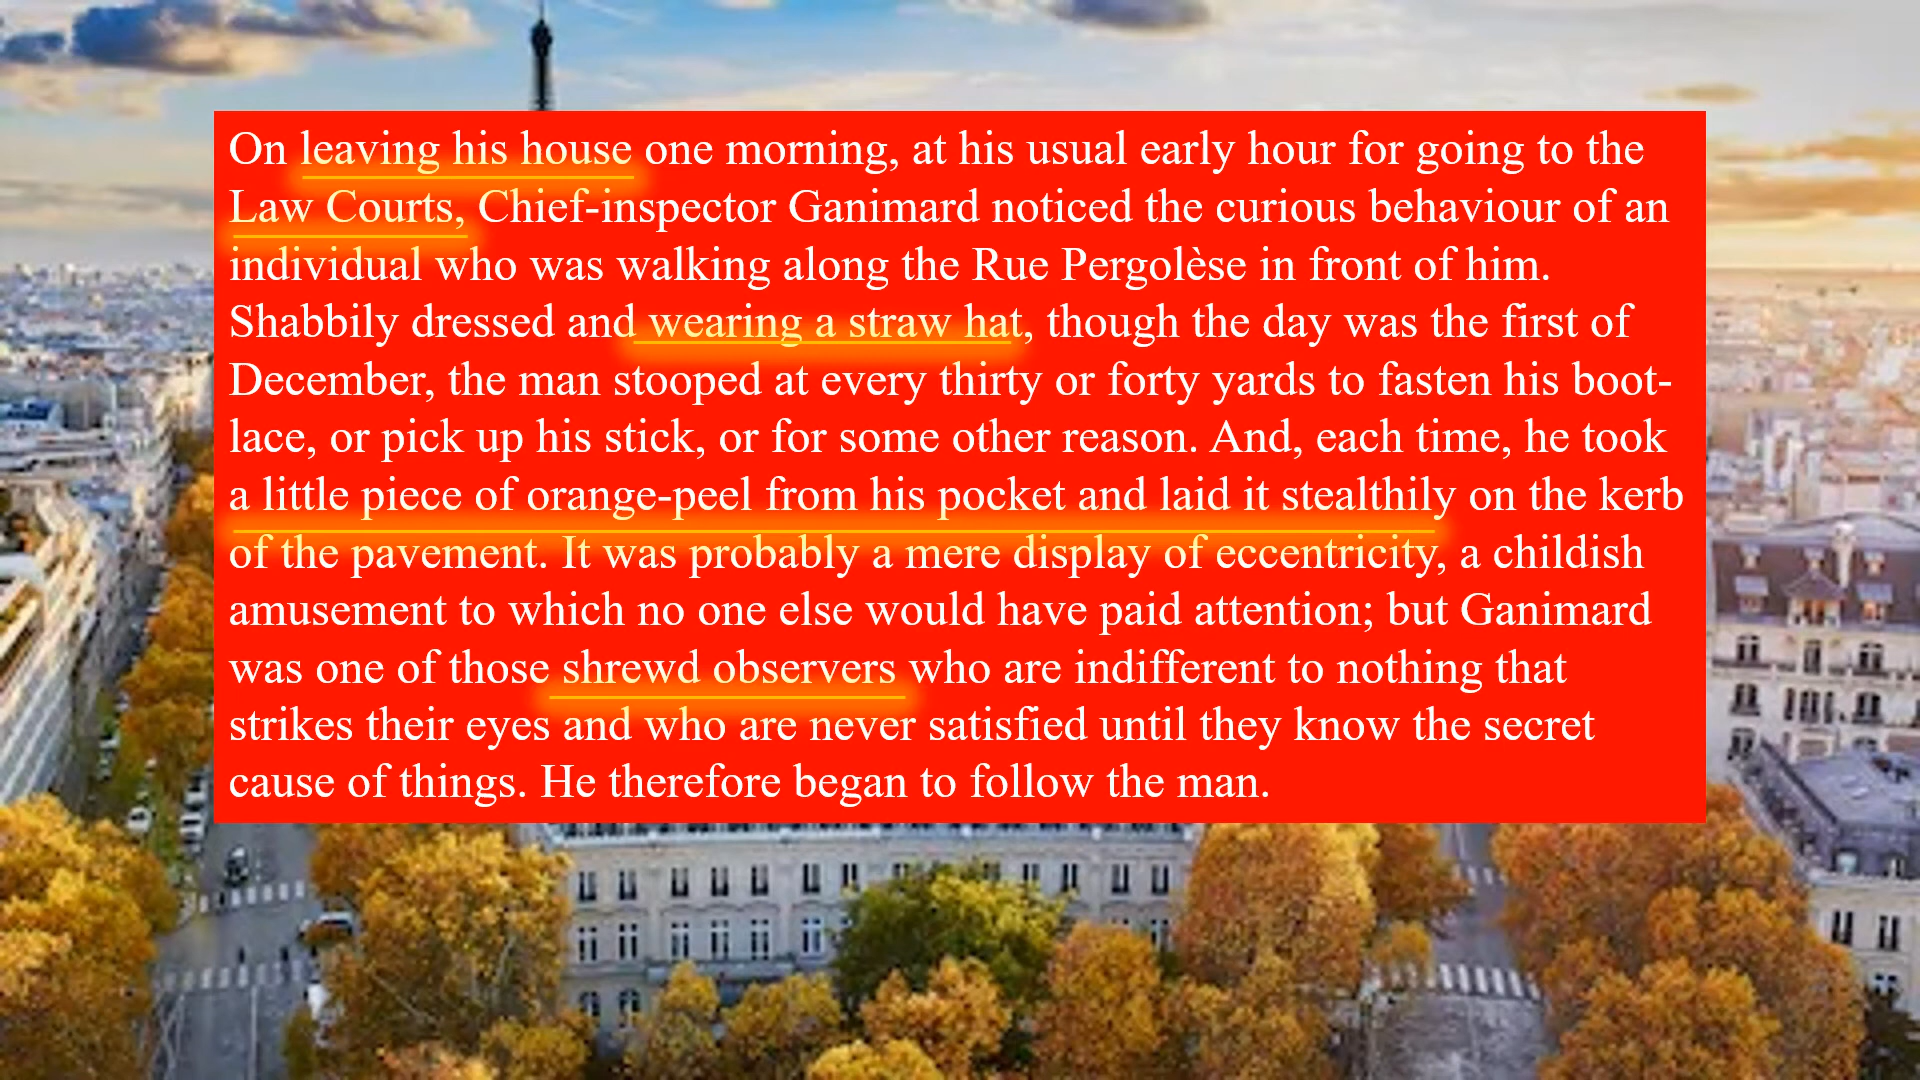 On leaving his house one morning, at his usual early hour for going to the
Law Courts, Chief-inspector Ganimard noticed the curious behaviour of an
individual who was walking along the Rue Pergolèse in front of him.
Shabbily dressed and wearing a straw hat, though the day was the first of
December, the man stooped at every thirty or forty yards to fasten his boot-
lace, or pick up his stick, or for some other reason. And, each time, he took
a little piece of orange-peel from his pocket and laid it stealthily on the kerb
of the pavement. It was probably a mere display of eccentricity, a childish
amusement to which no one else would have paid attention; but Ganimard
was one of those shrewd observers who are indifferent to nothing that
strikes their eyes and who are never satisfied until they know the secret
cause of things. He therefore began to follow the man.